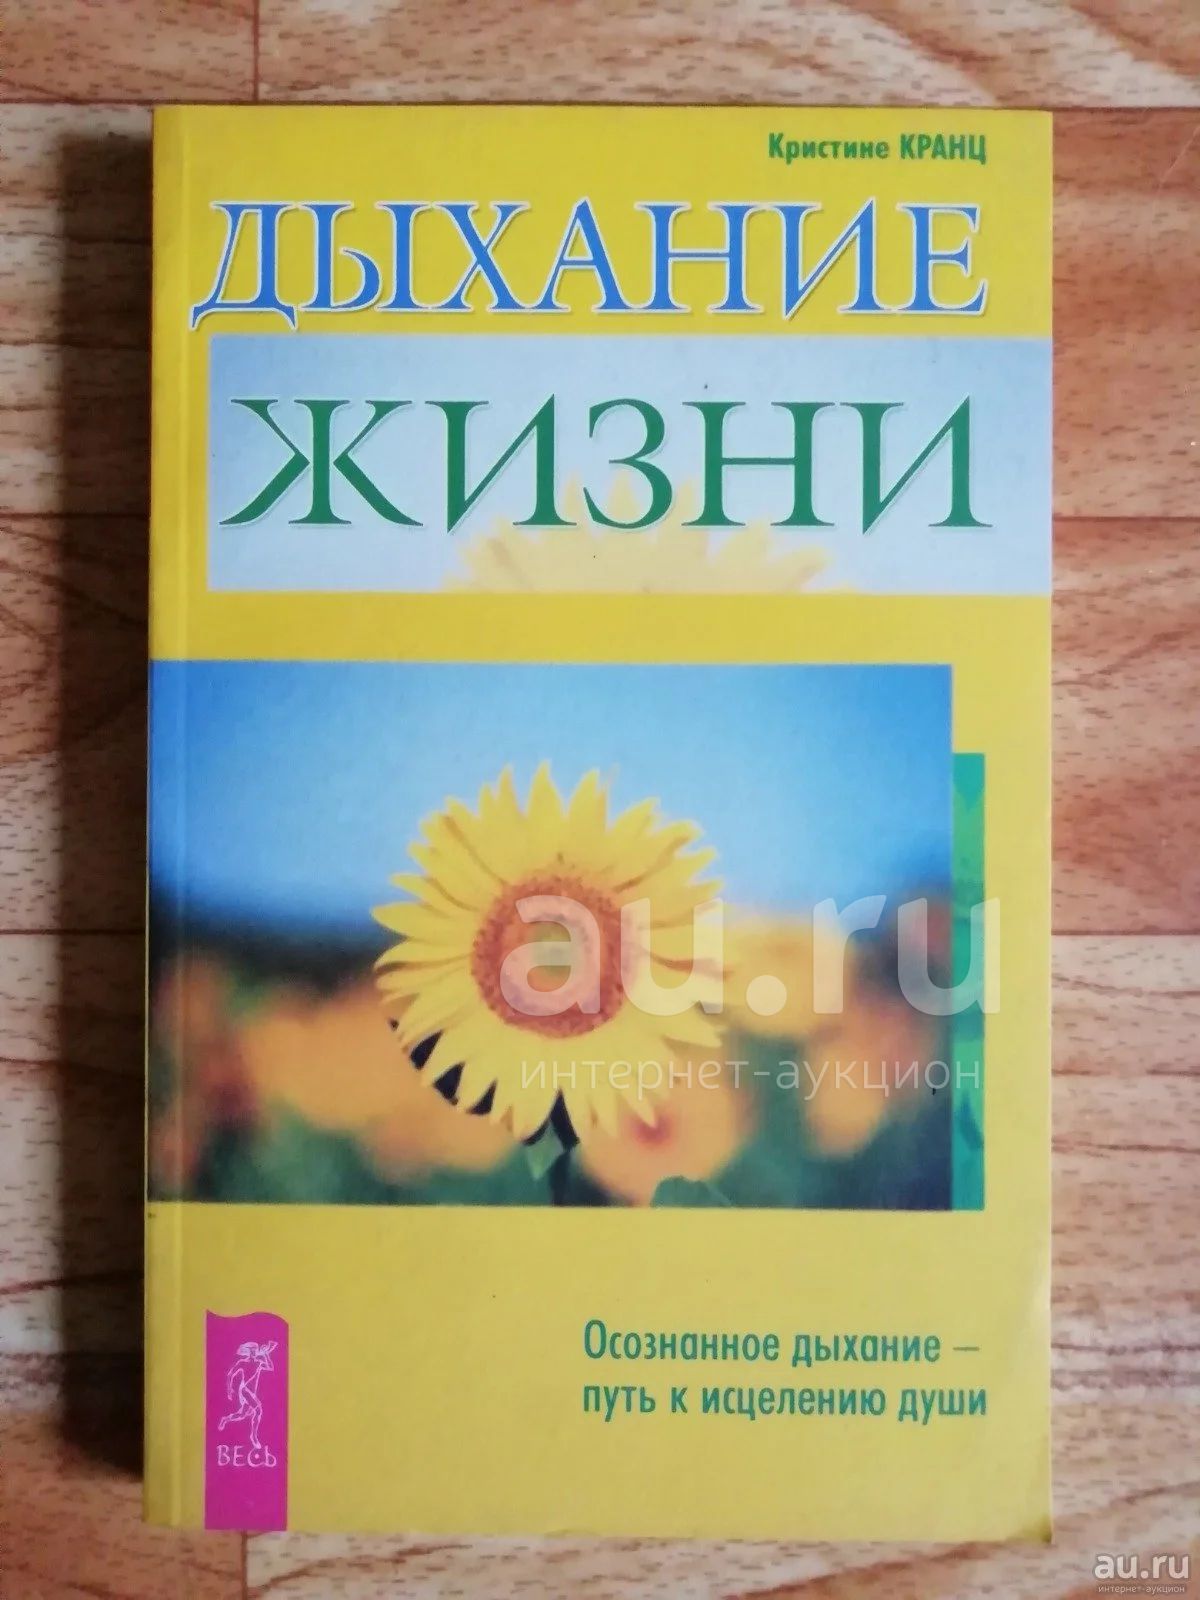 Кристине КРАНЦ
ДЫХАНИЕ
ЖИЗНИ
au.ru
интернет-аукцион
Осознанное дыхание –
путь к исцелению души
ВЕСЬ
au.ru
интернет-аукцион